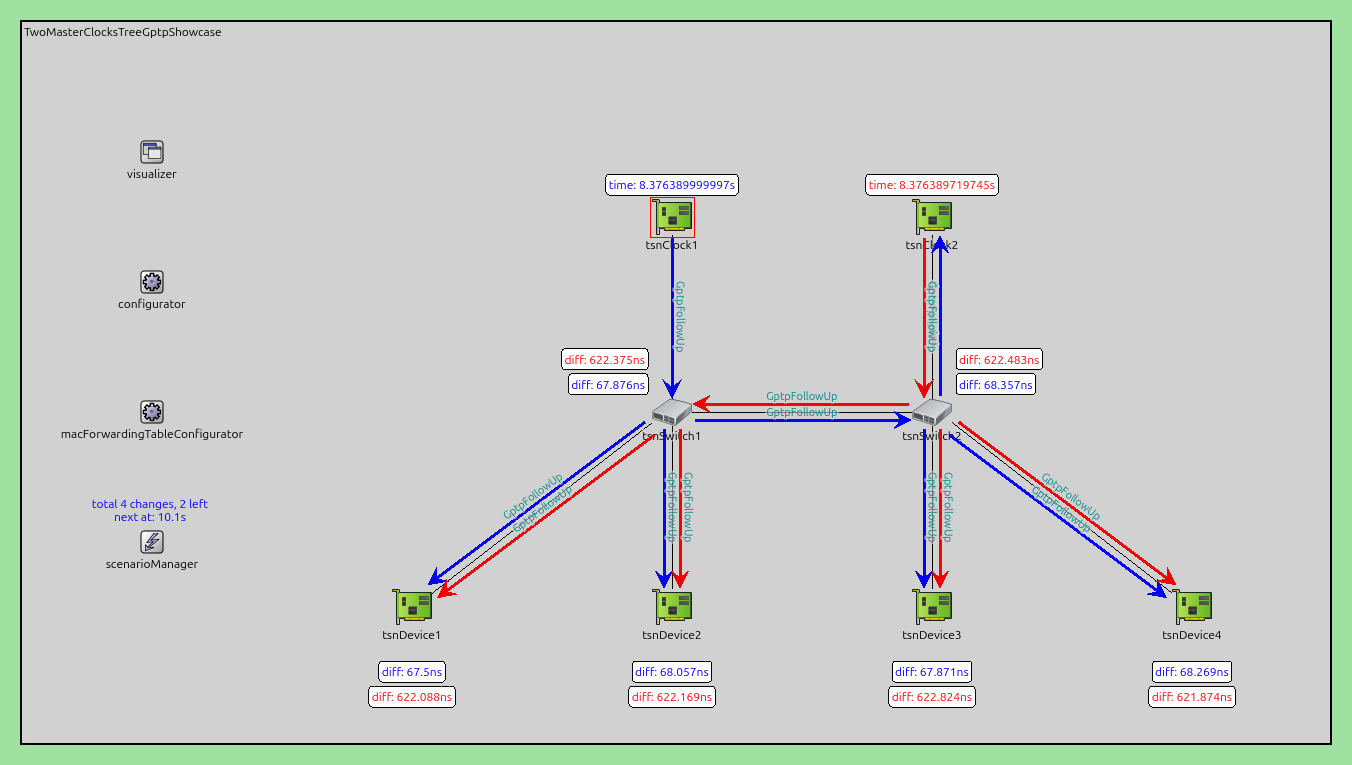 TwoMasterClocksTreeGptpShowcase
visualizer
time: 8.376389999997s
time: 8.376389719745s
tsnClock1
tsnClock2
configurator
GptpFollowUp
GptpFollowUp
GptpFollowUp
diff: 622.375ns
diff: 67.876ns
diff: 622.483ns
diff: 68.357ns
GptpFollowUp
GptpFollowUp
macForwardingTableConfigurator
tsnSwitch1
tsnSwitch2
total 4 changes, 2 left
next at: 10.1s
scenarioManager
GptpFollowUp
GptpFollowUp
GptpFollowUp
GptpFollowUp
GptpFollowUp
GptpFollowUp
GptpFollowUp
GptpFollowUp
tsnDevice1
tsnDevice2
tsnDevice3
tsnDevice4
diff: 67.5ns
diff: 622.088ns
diff: 68.057ns
diff: 622.169ns
diff: 67.871ns
diff: 622.824ns
diff: 68.269ns
diff: 621.874ns